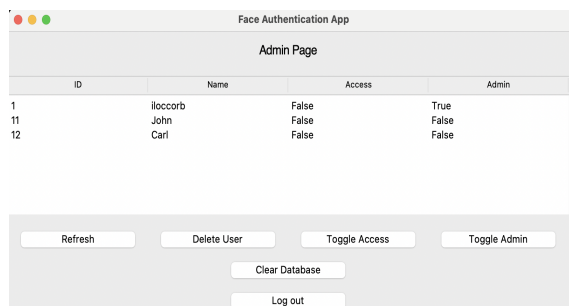 Face Authentication App
Admin Page
ID Name Access Admin
1 iloccorb False True
11 John False False
12 Carl False False
Refresh Delete User Toggle Access Toggle Admin
Clear Database
Log out